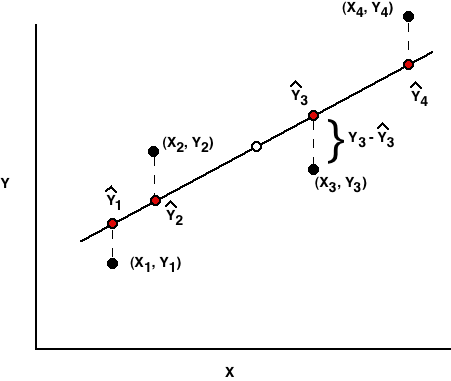 (X₄, Y₄)
Ŷ₄
Ŷ₃
Y₃ - Ŷ₃
(X₂, Y₂)
(X₃, Y₃)
Y
Ŷ₁
Ŷ₂
(X₁, Y₁)
X